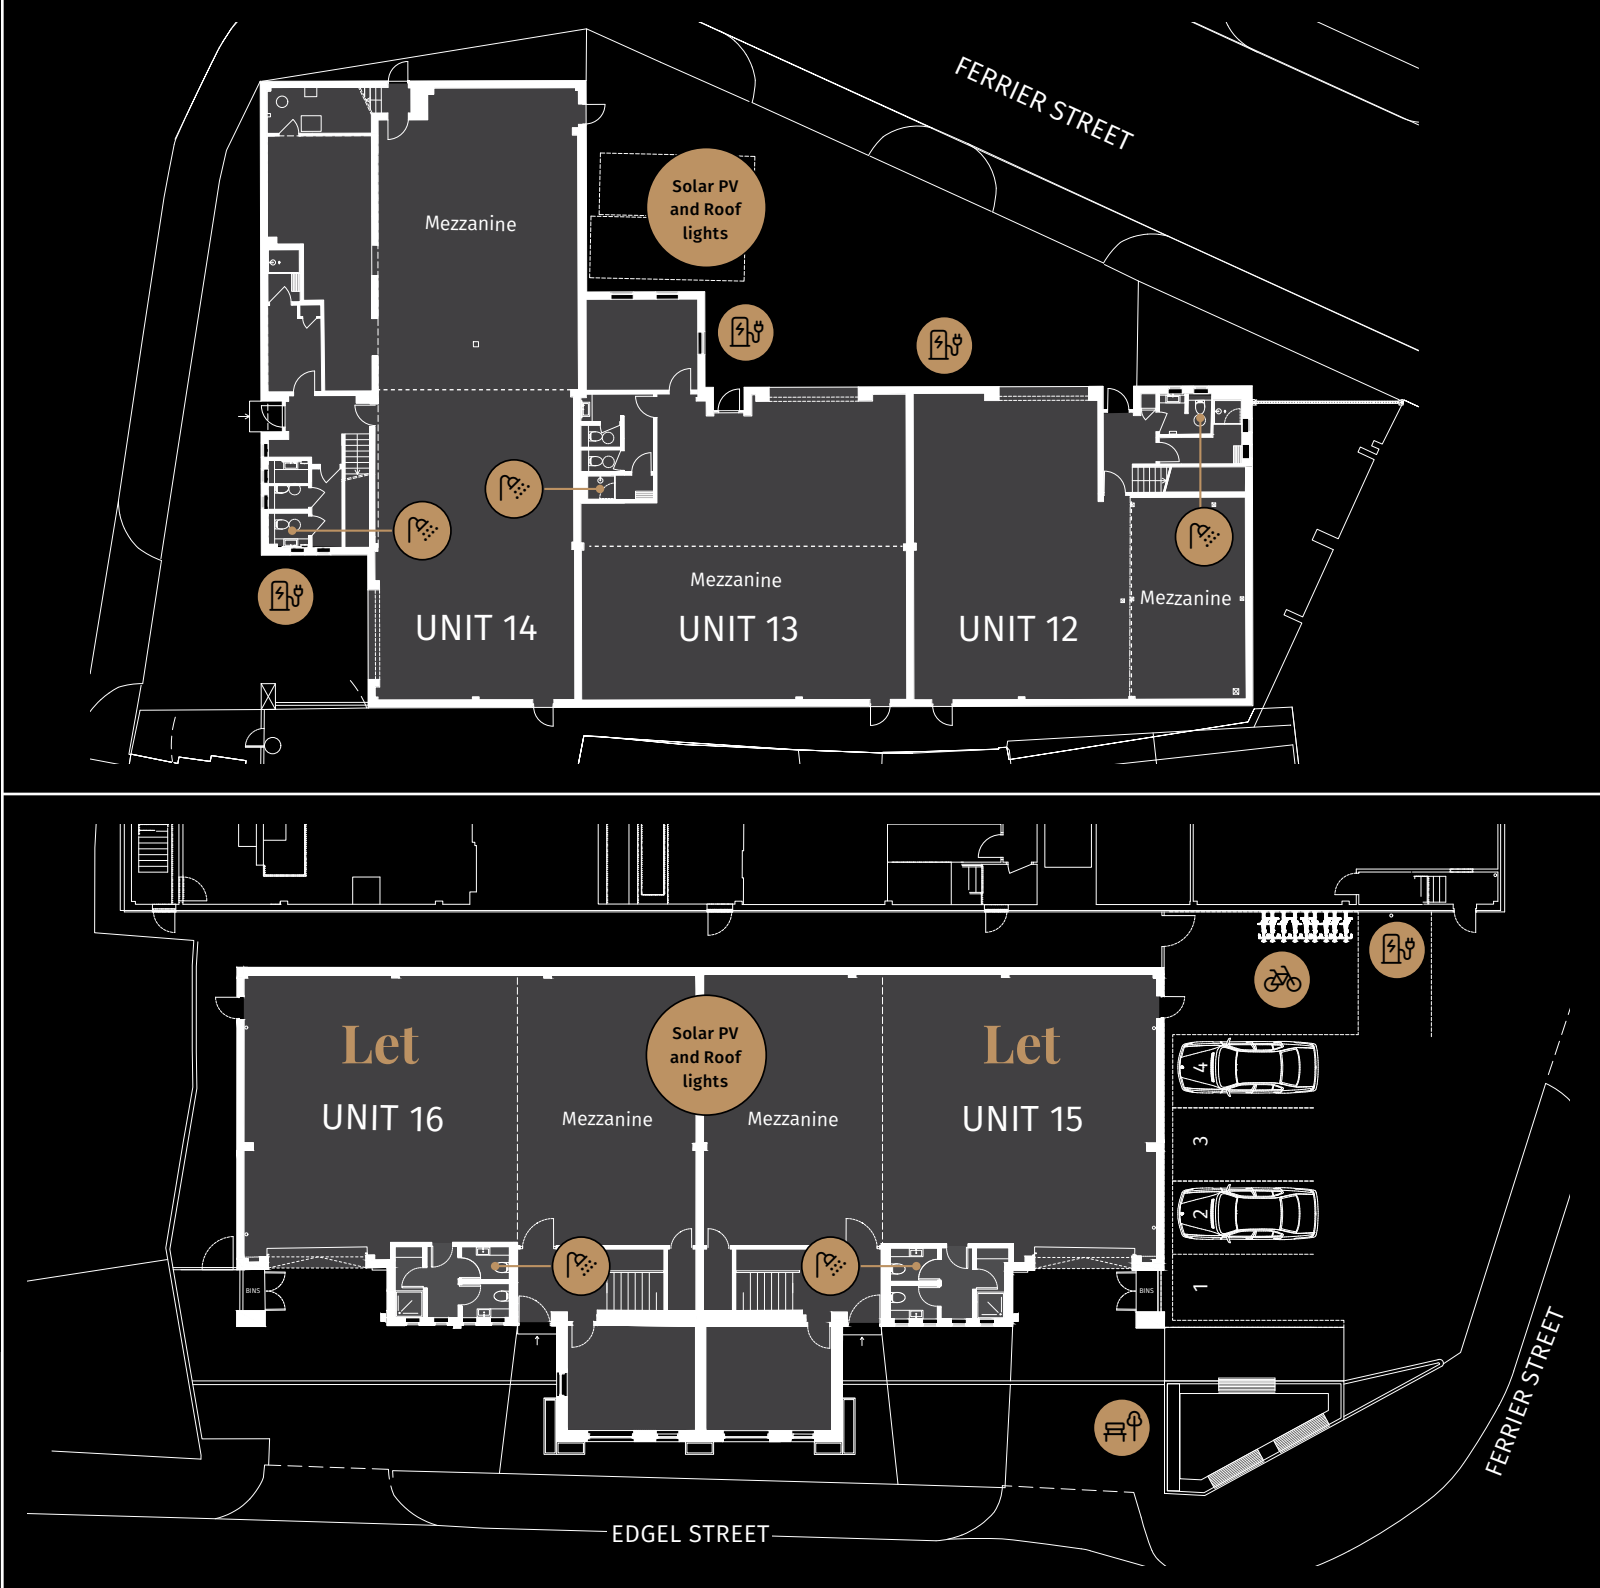 FERRIER STREET
Solar PV
and Roof
lights
Mezzanine
Mezzanine
Mezzanine
UNIT 14
UNIT 13
UNIT 12
Let
Let
Solar PV
and Roof
lights
UNIT 16
Mezzanine
Mezzanine
UNIT 15
4
3
2
1
BINS
BINS
FERRIER STREET
EDGEL STREET